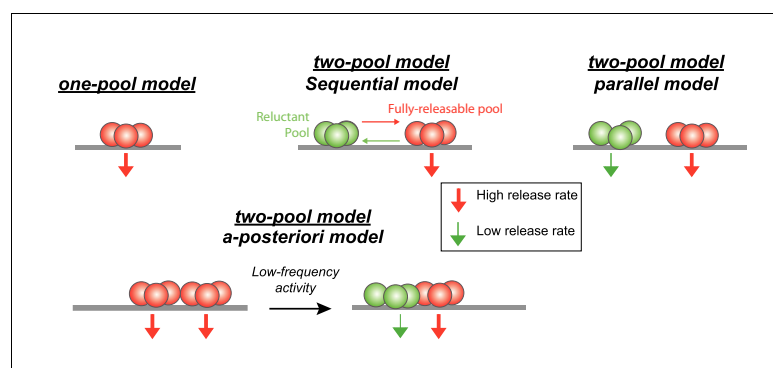 one-pool model
two-pool model
Sequential model
two-pool model
parallel model
Reluctant
Pool
Fully-releasable pool
High release rate
Low release rate
two-pool model
a-posteriori model
Low-frequency
activity